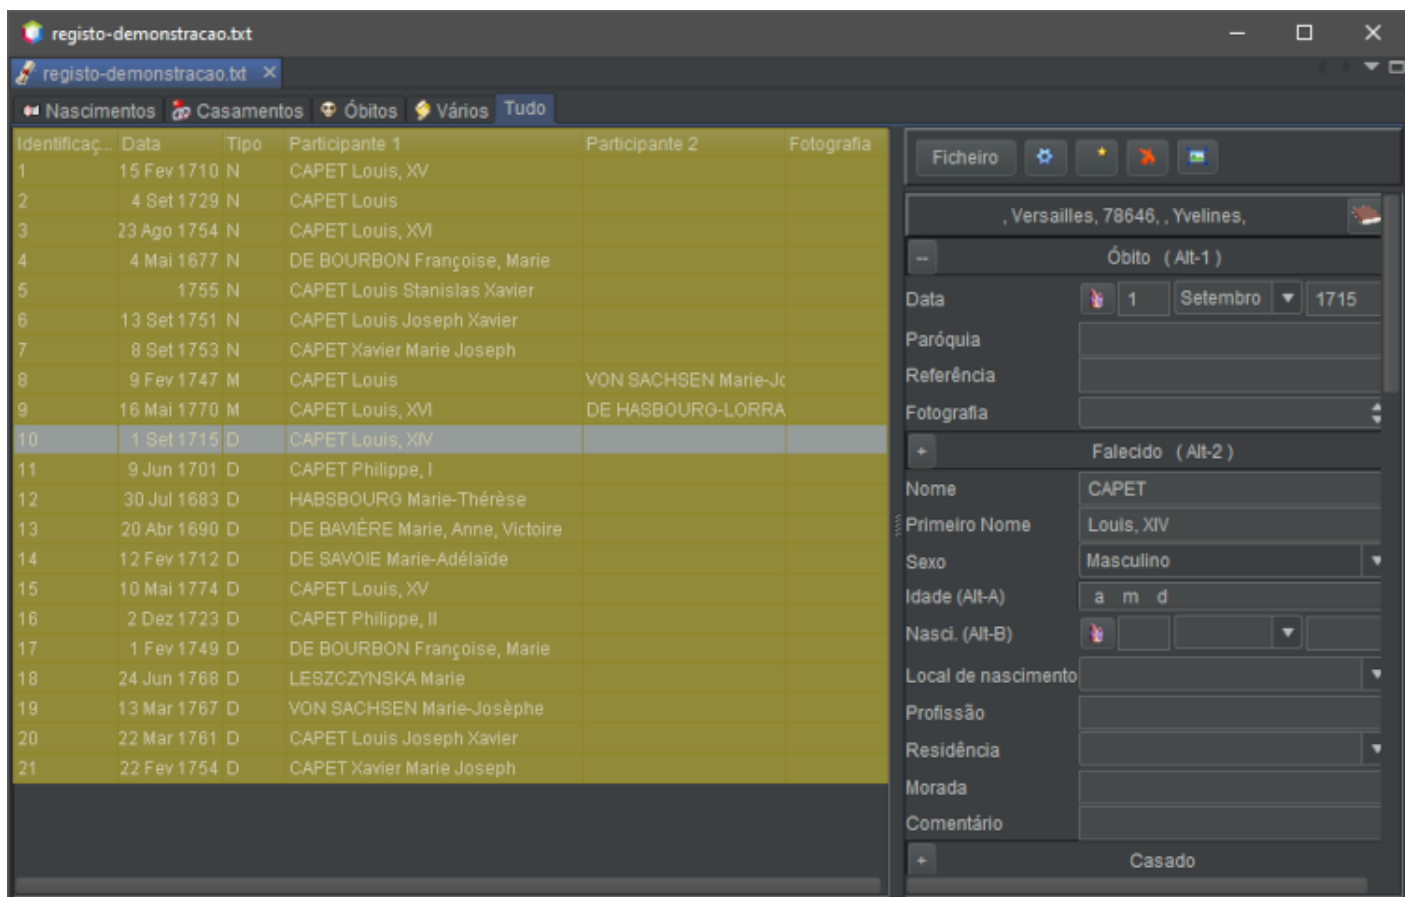 registo-demonstracao.txt
registo-demonstracao.txt
Nascimentos Casamentos Óbitos Vários Tudo
Identificaç... Data Tipo Participante 1 Participante 2 Fotografia
1 15 Fev 1710 N CAPET Louis, XV
2 4 Set 1729 N CAPET Louis
3 23 Ago 1754 N CAPET Louis, XVI
4 4 Mai 1677 N DE BOURBON Françoise, Marie
5 1755 N CAPET Louis Stanislas Xavier
6 13 Set 1751 N CAPET Louis Joseph Xavier
7 8 Set 1753 N CAPET Xavier Marie Joseph
8 9 Fev 1747 M CAPET Louis VON SACHSEN Marie-Jo
9 16 Mai 1770 M CAPET Louis, XVI DE HASBOURG-LORRA
10 1 Set 1715 D CAPET Louis, XIV
11 9 Jun 1701 D CAPET Philippe, I
12 30 Jul 1683 D HABSBOURG Marie-Thérèse
13 20 Abr 1690 D DE BAVIÈRE Marie, Anne, Victoire
14 12 Fev 1712 D DE SAVOIE Marie-Adélaïde
15 10 Mai 1774 D CAPET Louis, XV
16 2 Dez 1723 D CAPET Philippe, II
17 1 Fev 1749 D DE BOURBON Françoise, Marie
18 24 Jun 1768 D LESZCZYNSKA Marie
19 13 Mar 1767 D VON SACHSEN Marie-Josèphe
20 22 Mar 1761 D CAPET Louis Joseph Xavier
21 22 Fev 1754 D CAPET Xavier Marie Joseph
Ficheiro
, Versailles, 78646, , Yvelines,
Óbito ( Alt-1 )
Data 1 Setembro 1715
Paróquia
Referência
Fotografia
Falecido ( Alt-2 )
Nome CAPET
Primeiro Nome Louis, XIV
Sexo Masculino
Idade (Alt-A) a m d
Nasci. (Alt-B)
Local de nascimento
Profissão
Residência
Morada
Comentário
Casado